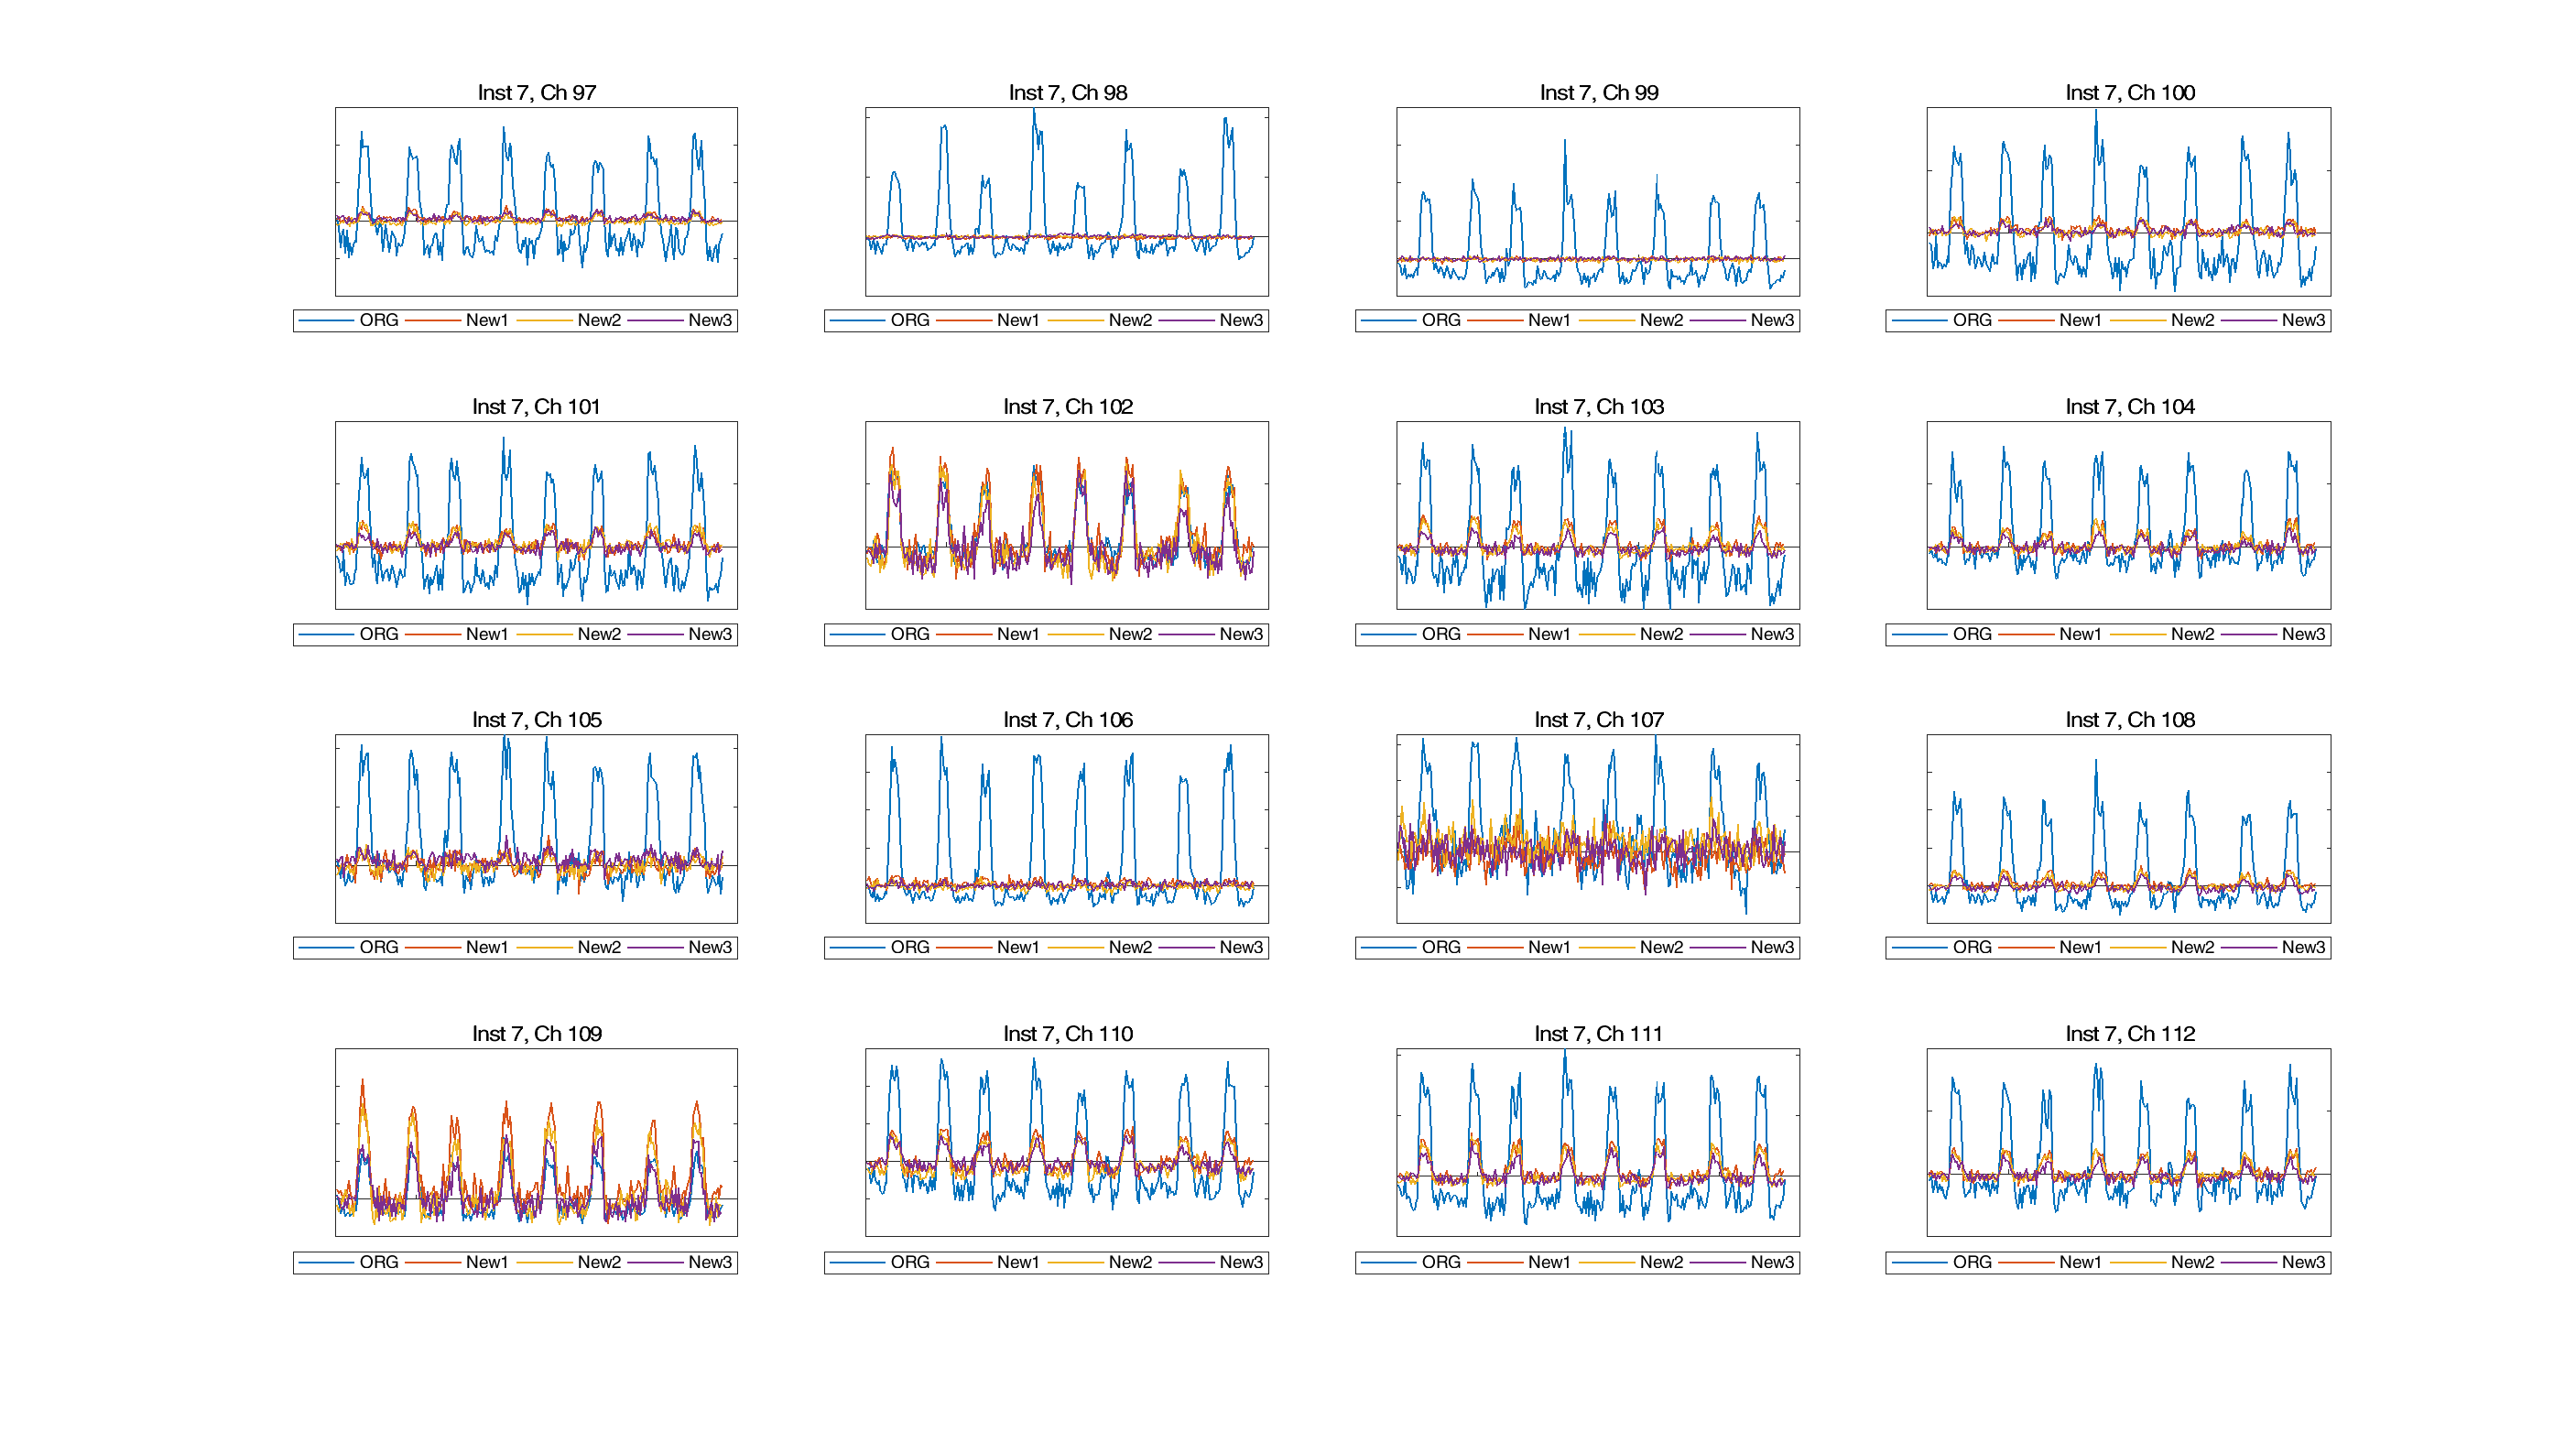 Inst 7, Ch 97
Inst 7, Ch 98
Inst 7, Ch 99
Inst 7, Ch 100
ORG New1 New2 New3
ORG New1 New2 New3
ORG New1 New2 New3
ORG New1 New2 New3
Inst 7, Ch 101
Inst 7, Ch 102
Inst 7, Ch 103
Inst 7, Ch 104
ORG New1 New2 New3
ORG New1 New2 New3
ORG New1 New2 New3
ORG New1 New2 New3
Inst 7, Ch 105
Inst 7, Ch 106
Inst 7, Ch 107
Inst 7, Ch 108
ORG New1 New2 New3
ORG New1 New2 New3
ORG New1 New2 New3
ORG New1 New2 New3
Inst 7, Ch 109
Inst 7, Ch 110
Inst 7, Ch 111
Inst 7, Ch 112
ORG New1 New2 New3
ORG New1 New2 New3
ORG New1 New2 New3
ORG New1 New2 New3